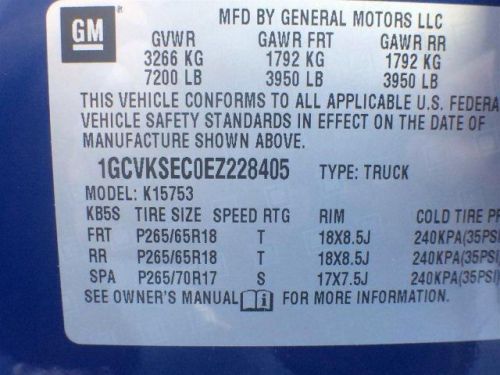 GM MFD BY GENERAL MOTORS LLC
GVWR GAWR FRT GAWR RR
3266 KG 1792 KG 1792 KG
7200 LB 3950 LB 3950 LB
THIS VEHICLE CONFORMS TO ALL APPLICABLE U.S. FEDERA
VEHICLE SAFETY STANDARDS IN EFFECT ON THE DATE OF
MANUFACTURE SHOWN ABOVE.
1GCVKSEC0EZ228405 TYPE: TRUCK
MODEL: K15753
KB5S TIRE SIZE SPEED RTG RIM COLD TIRE PR
FRT P265/65R18 T 18X8.5J 240KPA(35PSI
RR P265/65R18 T 18X8.5J 240KPA(35PSI
SPA P265/70R17 S 17X7.5J 240KPA(35PSI
SEE OWNER'S MANUAL i FOR MORE INFORMATION.